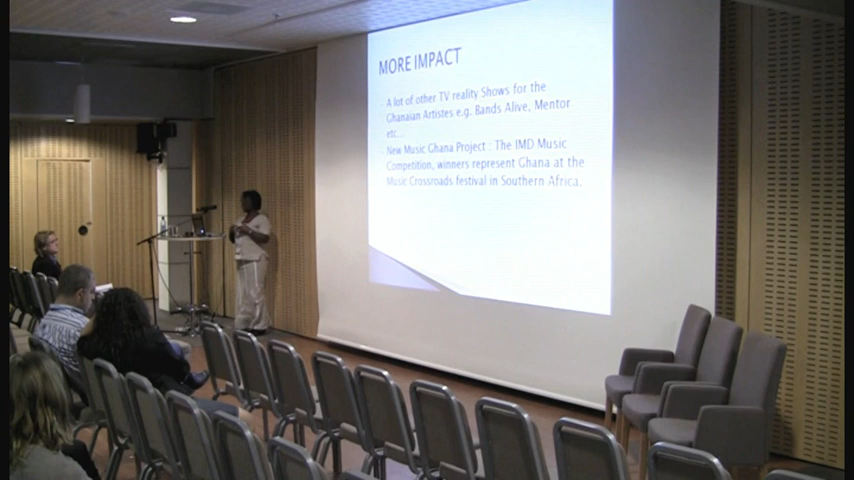 MORE IMPACT
A lot of other TV reality Shows for the
Ghanaian Artistes e.g. Bands Alive, Mentor
etc...
New Music Ghana Project : The IMD Music
Competition, winners represent Ghana at the
Music Crossroads festival in Southern Africa.